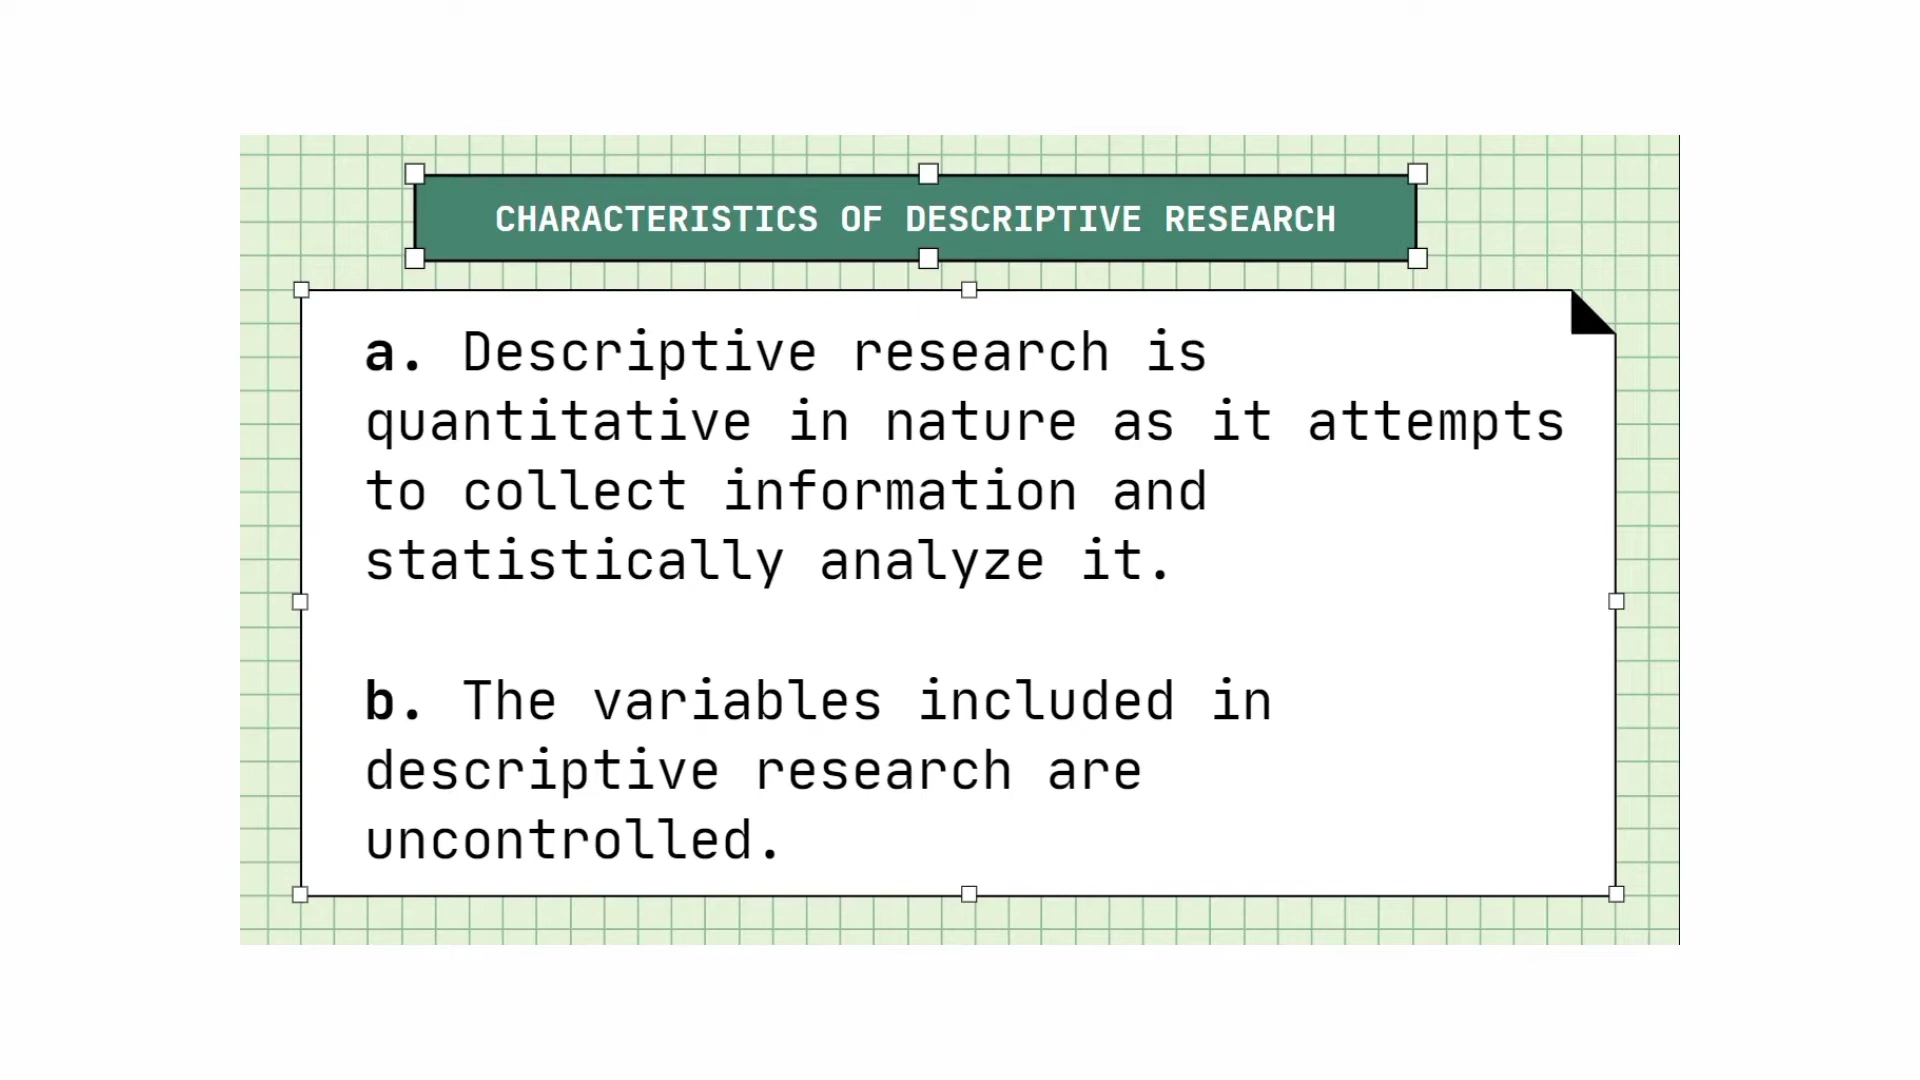 CHARACTERISTICS OF DESCRIPTIVE RESEARCH
a. Descriptive research is
quantitative in nature as it attempts
to collect information and
statistically analyze it.
b. The variables included in
descriptive research are
uncontrolled.